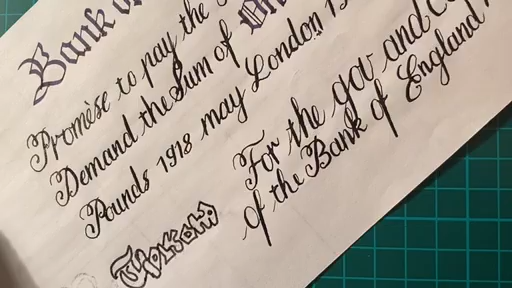 Bank
Promise to pay the
Demand the Sum of
Pounds 1918 may London
For the gov and
of the Bank of England